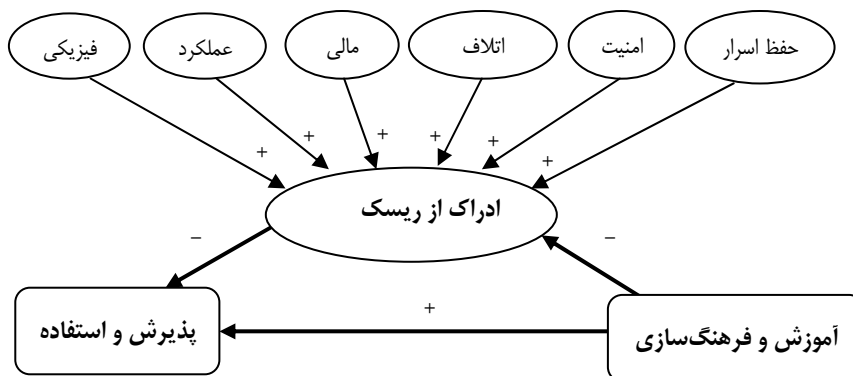 حفظ اسرار
امنیت
اتلاف
مالی
عملکرد
فیزیکی
+
+
+
+
+
+
ادراک از ریسک
–
–
آموزش و فرهنگ‌سازی
+
پذیرش و استفاده